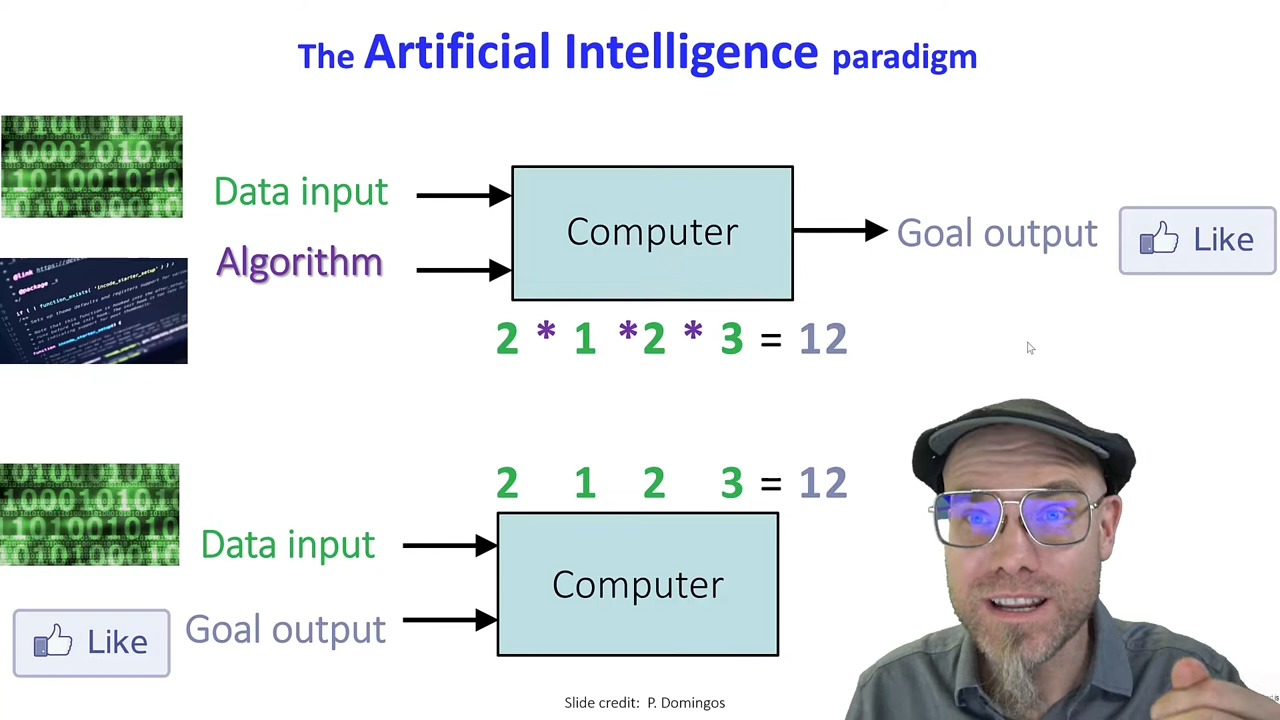 The Artificial Intelligence paradigm
Data input
Algorithm
Computer
Goal output
Like
2 * 1 * 2 * 3 = 12
2 1 2 3 = 12
Data input
Goal output
Like
Computer
Slide credit: P. Domingos